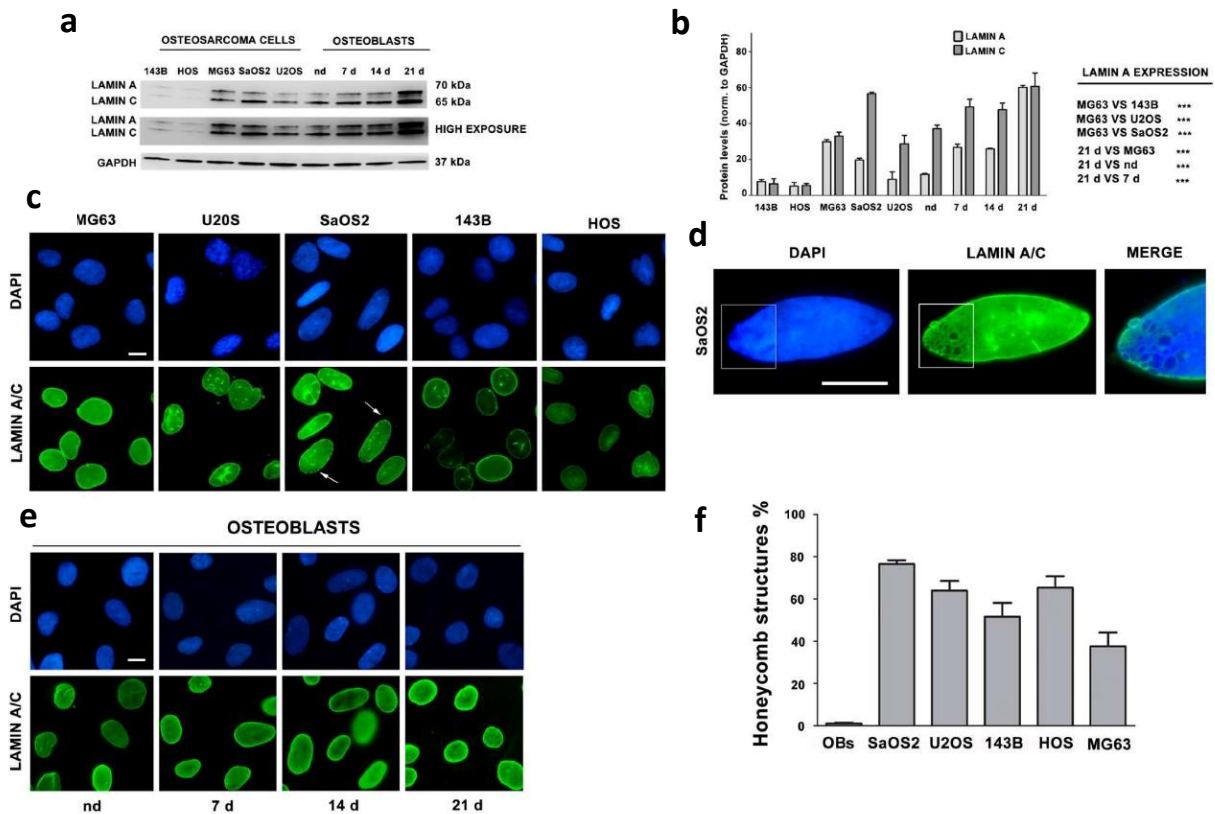 a
OSTEOSARCOMA CELLS OSTEOBLASTS
143B HOS MG63 SaOS2 U2OS nd 7 d 14 d 21 d
LAMIN A 70 kDa
LAMIN C 65 kDa
LAMIN A
LAMIN C HIGH EXPOSURE
GAPDH 37 kDa
b
LAMIN A
LAMIN C
Protein levels (norm. to GAPDH)
80
60
40
20
0
143B HOS MG63 SaOS2 U2OS nd 7 d 14 d 21 d
LAMIN A EXPRESSION
MG63 VS 143B ***
MG63 VS U2OS ***
MG63 VS SaOS2 ***
21 d VS MG63 ***
21 d VS nd ***
21 d VS 7 d ***
c
MG63 U20S SaOS2 143B HOS
DAPI
LAMIN A/C
d
DAPI LAMIN A/C MERGE
SaOS2
e
OSTEOBLASTS
DAPI
LAMIN A/C
nd 7 d 14 d 21 d
f
Honeycomb structures %
100
80
60
40
20
0
OBs SaOS2 U2OS 143B HOS MG63